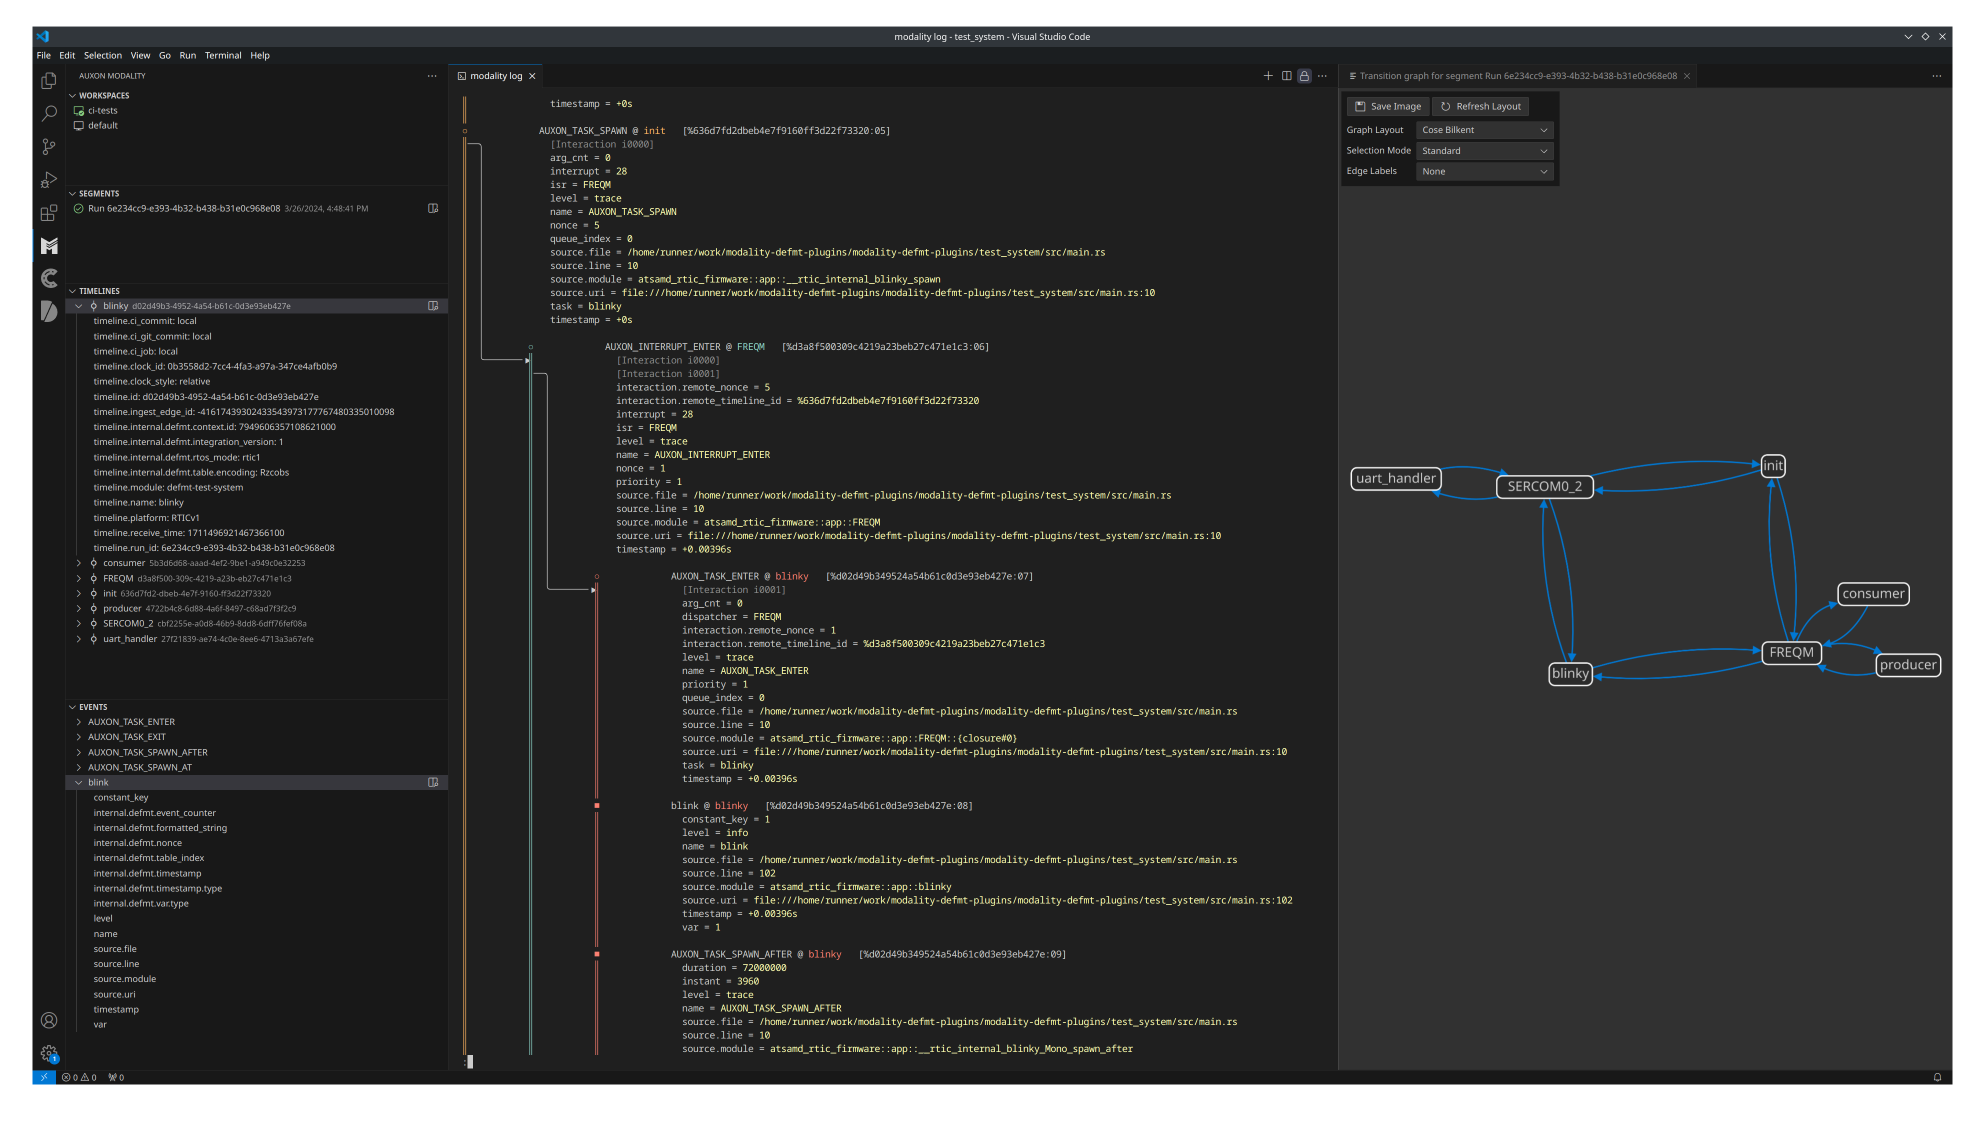 modality log - test_system - Visual Studio Code
File Edit Selection View Go Run Terminal Help
AUXON MODALITY
WORKSPACES
ci-tests
default
SEGMENTS
Run 6e234cc9-e393-4b32-b438-b31e0c968e08 3/26/2024, 4:48:41 PM
TIMELINES
blinky d02d49b3-4952-4a54-b61c-0d3e93eb427e
timeline.ci_commit: local
timeline.ci_git_commit: local
timeline.ci_job: local
timeline.clock_id: 0b3558d2-7cc4-4fa3-a97a-347ce4afb0b9
timeline.clock_style: relative
timeline.id: d02d49b3-4952-4a54-b61c-0d3e93eb427e
timeline.ingest_edge_id: -41617439302433543973177767480335010098
timeline.internal.defmt.context.id: 7949606357108621000
timeline.internal.defmt.integration_version: 1
timeline.internal.defmt.rtos_mode: rtic1
timeline.internal.defmt.table.encoding: Rzcobs
timeline.module: defmt-test-system
timeline.name: blinky
timeline.platform: RTICv1
timeline.receive_time: 1711496921467366100
timeline.run_id: 6e234cc9-e393-4b32-b438-b31e0c968e08
consumer 5b3d6d68-aaad-4ef2-9be1-a949c0e32253
FREQM d3a8f500-309c-4219-a23b-eb27c471e1c3
init 636d7fd2-dbeb-4e7f-9160-ff3d22f73320
producer 4722b4c8-6d88-4a6f-8497-c68ad7f3f2c9
SERCOM0_2 cbf2255e-a0d8-46b9-8dd8-6dff76fef08a
uart_handler 27f21839-ae74-4c0e-8ee6-4713a3a67efe
EVENTS
AUXON_TASK_ENTER
AUXON_TASK_EXIT
AUXON_TASK_SPAWN_AFTER
AUXON_TASK_SPAWN_AT
blink
constant_key
internal.defmt.event_counter
internal.defmt.formatted_string
internal.defmt.nonce
internal.defmt.table_index
internal.defmt.timestamp
internal.defmt.timestamp.type
internal.defmt.var.type
level
name
source.file
source.line
source.module
source.uri
timestamp
var
modality log
timestamp = +0s
AUXON_TASK_SPAWN @ init [%636d7fd2dbeb4e7f9160ff3d22f73320:05]
[Interaction i0000]
arg_cnt = 0
interrupt = 28
isr = FREQM
level = trace
name = AUXON_TASK_SPAWN
nonce = 5
queue_index = 0
source.file = /home/runner/work/modality-defmt-plugins/modality-defmt-plugins/test_system/src/main.rs
source.line = 10
source.module = atsamd_rtic_firmware::app::__rtic_internal_blinky_spawn
source.uri = file:///home/runner/work/modality-defmt-plugins/modality-defmt-plugins/test_system/src/main.rs:10
task = blinky
timestamp = +0s
AUXON_INTERRUPT_ENTER @ FREQM [%d3a8f500309c4219a23beb27c471e1c3:06]
[Interaction i0000]
[Interaction i0001]
interaction.remote_nonce = 5
interaction.remote_timeline_id = %636d7fd2dbeb4e7f9160ff3d22f73320
interrupt = 28
isr = FREQM
level = trace
name = AUXON_INTERRUPT_ENTER
nonce = 1
priority = 1
source.file = /home/runner/work/modality-defmt-plugins/modality-defmt-plugins/test_system/src/main.rs
source.line = 10
source.module = atsamd_rtic_firmware::app::FREQM
source.uri = file:///home/runner/work/modality-defmt-plugins/modality-defmt-plugins/test_system/src/main.rs:10
timestamp = +0.00396s
AUXON_TASK_ENTER @ blinky [%d02d49b349524a54b61c0d3e93eb427e:07]
[Interaction i0001]
arg_cnt = 0
dispatcher = FREQM
interaction.remote_nonce = 1
interaction.remote_timeline_id = %d3a8f500309c4219a23beb27c471e1c3
level = trace
name = AUXON_TASK_ENTER
priority = 1
queue_index = 0
source.file = /home/runner/work/modality-defmt-plugins/modality-defmt-plugins/test_system/src/main.rs
source.line = 10
source.module = atsamd_rtic_firmware::app::FREQM::{closure#0}
source.uri = file:///home/runner/work/modality-defmt-plugins/modality-defmt-plugins/test_system/src/main.rs:10
task = blinky
timestamp = +0.00396s
blink @ blinky [%d02d49b349524a54b61c0d3e93eb427e:08]
constant_key = 1
level = info
name = blink
source.file = /home/runner/work/modality-defmt-plugins/modality-defmt-plugins/test_system/src/main.rs
source.line = 102
source.module = atsamd_rtic_firmware::app::blinky
source.uri = file:///home/runner/work/modality-defmt-plugins/modality-defmt-plugins/test_system/src/main.rs:102
timestamp = +0.00396s
var = 1
AUXON_TASK_SPAWN_AFTER @ blinky [%d02d49b349524a54b61c0d3e93eb427e:09]
duration = 72000000
instant = 3960
level = trace
name = AUXON_TASK_SPAWN_AFTER
source.file = /home/runner/work/modality-defmt-plugins/modality-defmt-plugins/test_system/src/main.rs
source.line = 10
source.module = atsamd_rtic_firmware::app::__rtic_internal_blinky_Mono_spawn_after
:
Transition graph for segment Run 6e234cc9-e393-4b32-b438-b31e0c968e08
Save Image Refresh Layout
Graph Layout Cose Bilkent
Selection Mode Standard
Edge Labels None
init
uart_handler
SERCOM0_2
consumer
FREQM
producer
blinky
1
0 0 0